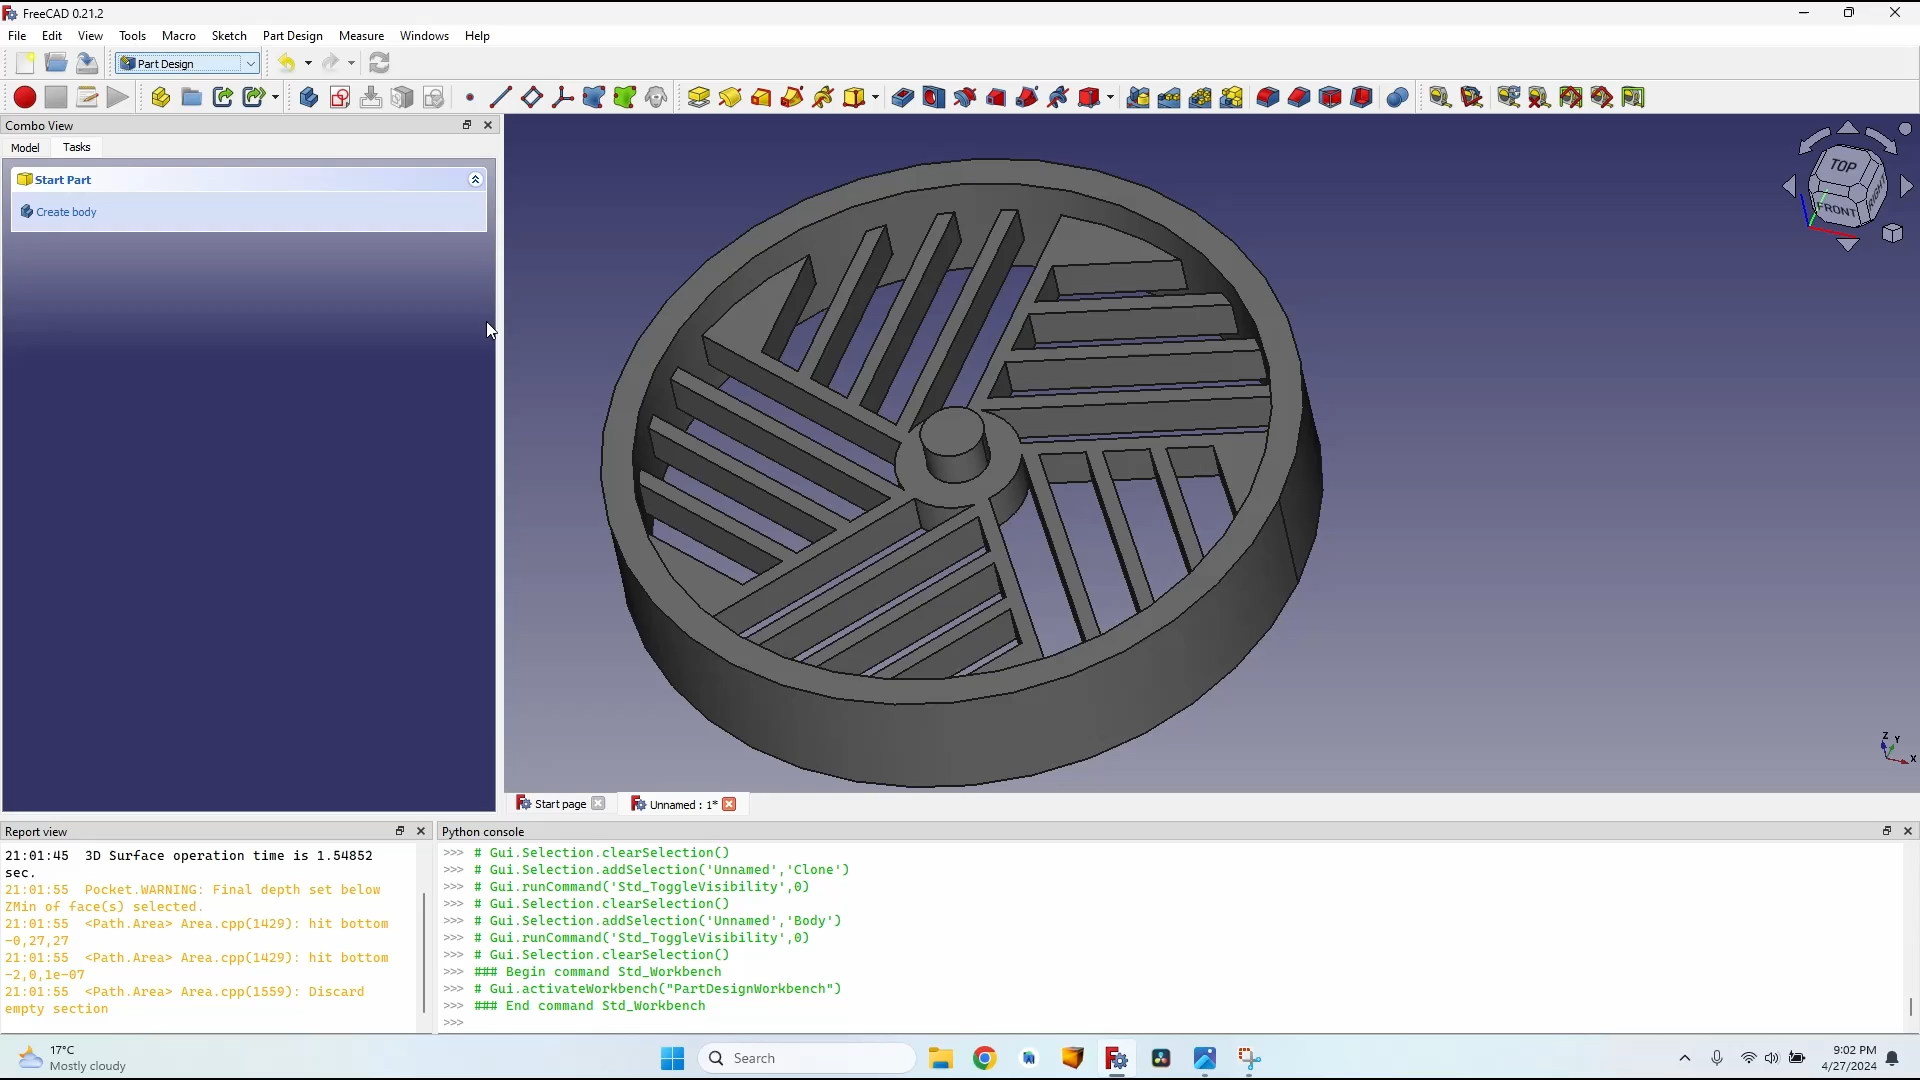 FreeCAD 0.21.2
File Edit View Tools Macro Sketch Part Design Measure Windows Help
Part Design
Combo View
Model Tasks
Start Part
Create body
TOP
FRONT
RIGHT
Z Y
X
Start page Unnamed : 1*
Report view
21:01:45  3D Surface operation time is 1.54852
sec.
21:01:55  Pocket.WARNING: Final depth set below
ZMin of face(s) selected.
21:01:55  <Path.Area> Area.cpp(1429): hit bottom
-0,27,27
21:01:55  <Path.Area> Area.cpp(1429): hit bottom
-2,0,1e-07
21:01:55  <Path.Area> Area.cpp(1559): Discard
empty section
Python console
>>> # Gui.Selection.clearSelection()
>>> # Gui.Selection.addSelection('Unnamed','Clone')
>>> # Gui.runCommand('Std_ToggleVisibility',0)
>>> # Gui.Selection.clearSelection()
>>> # Gui.Selection.addSelection('Unnamed','Body')
>>> # Gui.runCommand('Std_ToggleVisibility',0)
>>> # Gui.Selection.clearSelection()
>>> ### Begin command Std_Workbench
>>> # Gui.activateWorkbench("PartDesignWorkbench")
>>> ### End command Std_Workbench
>>>
17°C
Mostly cloudy
Search
9:02 PM
4/27/2024